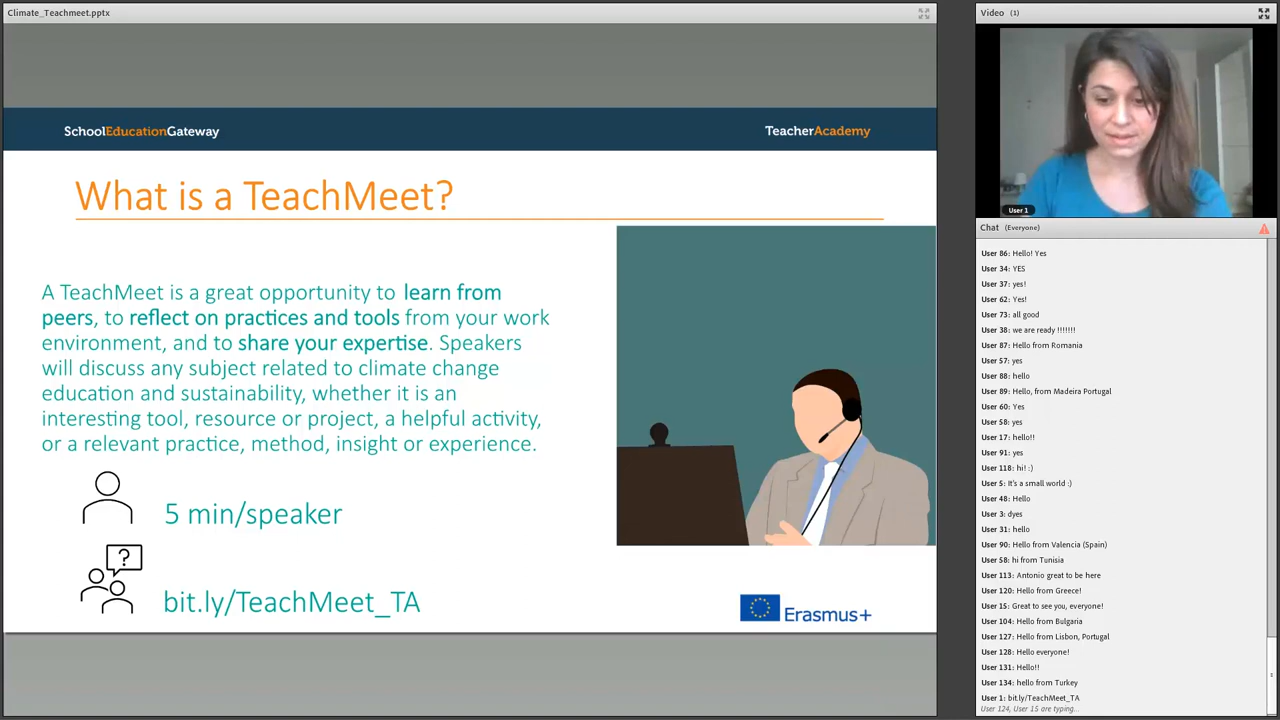 Climate_Teachmeet.pptx
SchoolEducationGateway
TeacherAcademy
What is a TeachMeet?
A TeachMeet is a great opportunity to learn from
peers, to reflect on practices and tools from your work
environment, and to share your expertise. Speakers
will discuss any subject related to climate change
education and sustainability, whether it is an
interesting tool, resource or project, a helpful activity,
or a relevant practice, method, insight or experience.
5 min/speaker
?
bit.ly/TeachMeet_TA
Erasmus+
Video (1)
User 1
Chat (Everyone)
User 86: Hello! Yes
User 34: YES
User 37: yes!
User 62: Yes!
User 73: all good
User 38: we are ready !!!!!!!
User 87: Hello from Romania
User 57: yes
User 88: hello
User 89: Hello, from Madeira Portugal
User 60: Yes
User 58: yes
User 17: hello!!
User 91: yes
User 118: hi! :)
User 5: It's a small world :)
User 48: Hello
User 3: dyes
User 31: hello
User 90: Hello from Valencia (Spain)
User 58: hi from Tunisia
User 113: Antonio great to be here
User 120: Hello from Greece!
User 15: Great to see you, everyone!
User 104: Hello from Bulgaria
User 127: Hello from Lisbon, Portugal
User 128: Hello everyone!
User 131: Hello!!
User 134: hello from Turkey
User 1: bit.ly/TeachMeet_TA
User 124, User 15 are typing...